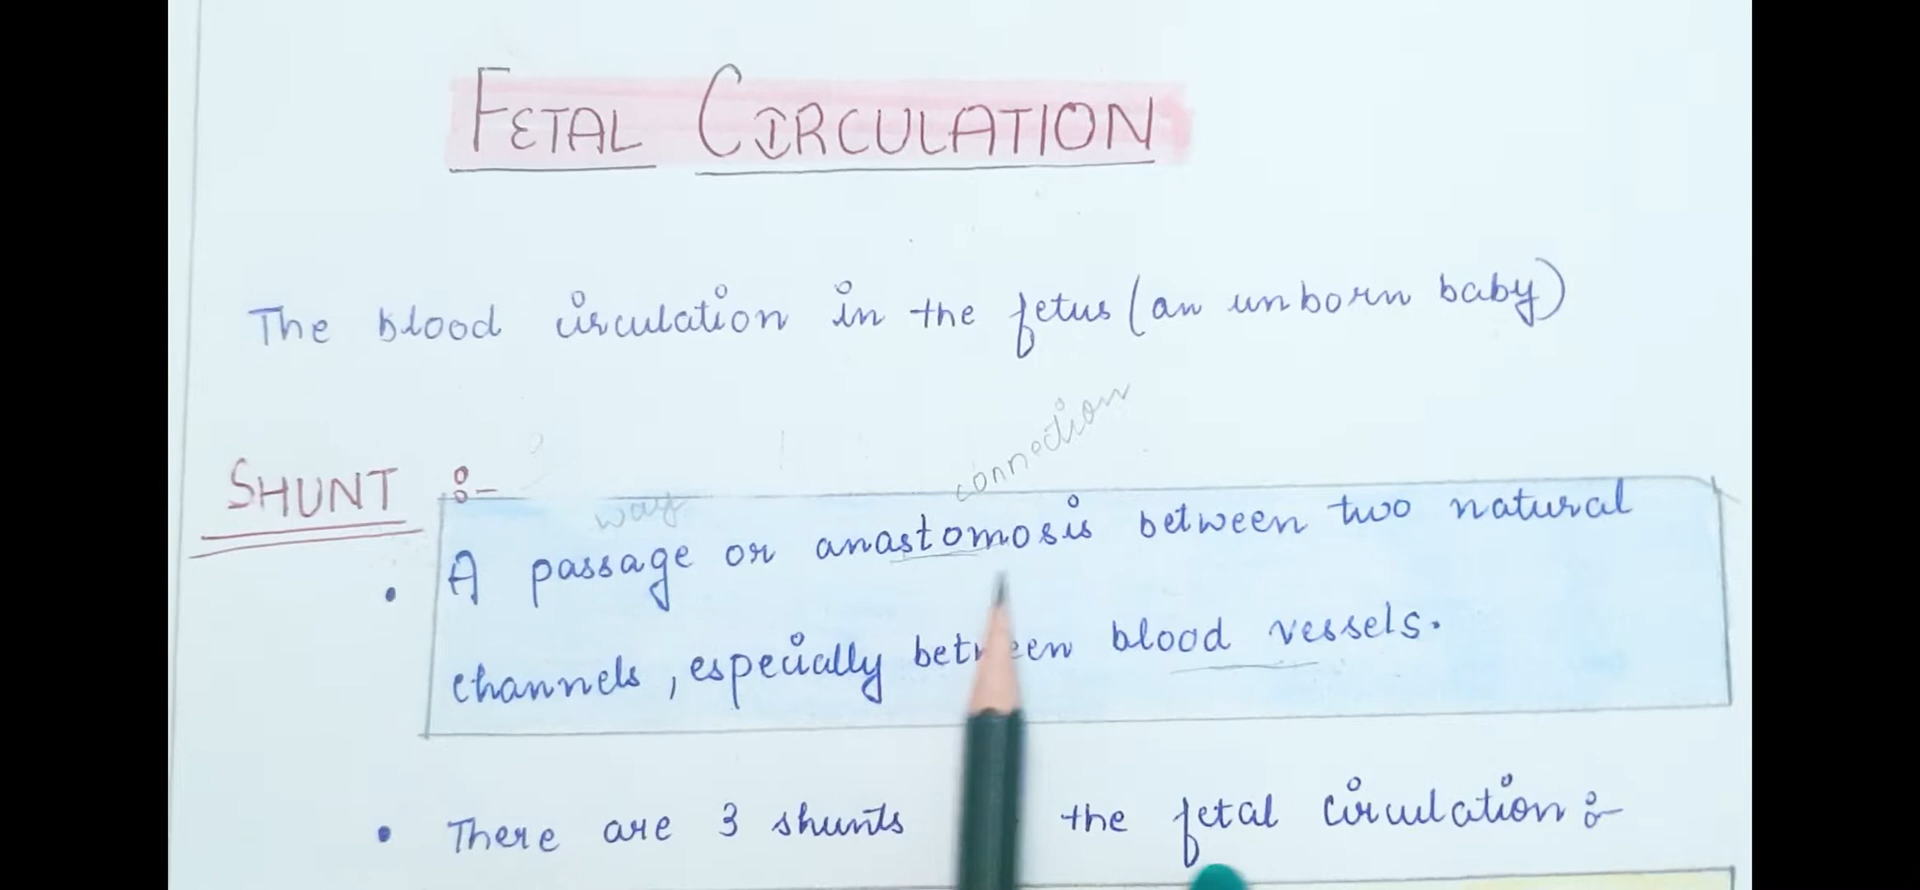 FETAL CIRCULATION
The blood circulation in the fetus (an unborn baby)
connection
SHUNT :-
way
• A passage or anastomosis between two natural
channels, especially between blood vessels.
• There are 3 shunts the fetal circulation :-